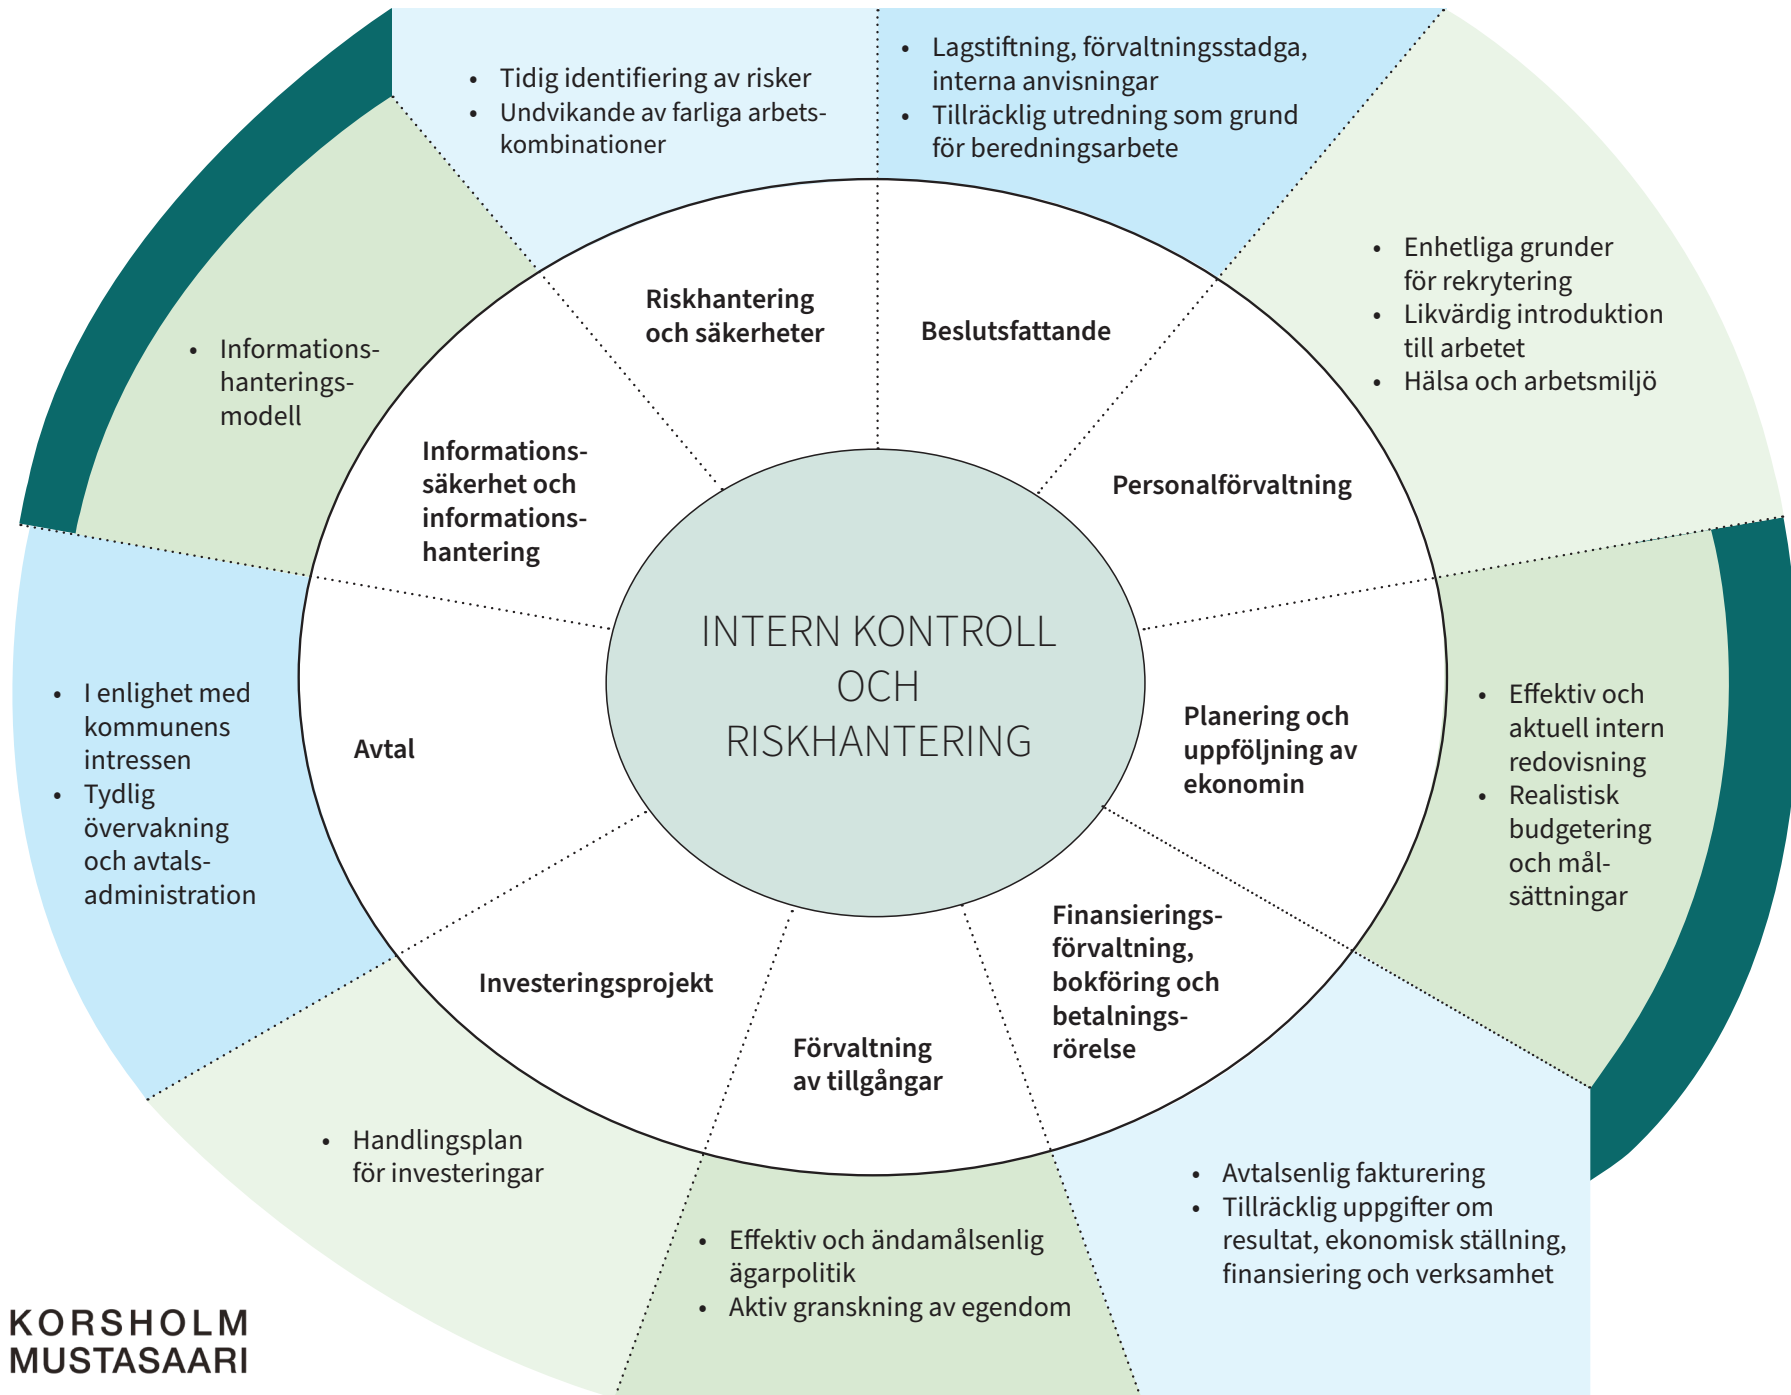 • Tidig identifiering av risker
• Undvikande av farliga arbets-
kombinationer
• Lagstiftning, förvaltningsstadga,
interna anvisningar
• Tillräcklig utredning som grund
för beredningsarbete
• Enhetliga grunder
för rekrytering
• Likvärdig introduktion
till arbetet
• Hälsa och arbetsmiljö
• Informations-
hanterings-
modell
Riskhantering
och säkerheter
Beslutsfattande
Informations-
säkerhet och
informations-
hantering
Personalförvaltning
INTERN KONTROLL
OCH
RISKHANTERING
• I enlighet med
kommunens
intressen
• Tydlig
övervakning
och avtals-
administration
Avtal
Planering och
uppföljning av
ekonomin
• Effektiv och
aktuell intern
redovisning
• Realistisk
budgetering
och mål-
sättningar
Investeringsprojekt
Förvaltning
av tillgångar
Finansierings-
förvaltning,
bokföring och
betalnings-
rörelse
• Handlingsplan
för investeringar
• Effektiv och ändamålsenlig
ägarpolitik
• Aktiv granskning av egendom
• Avtalsenlig fakturering
• Tillräcklig uppgifter om
resultat, ekonomisk ställning,
finansiering och verksamhet
KORSHOLM
MUSTASAARI